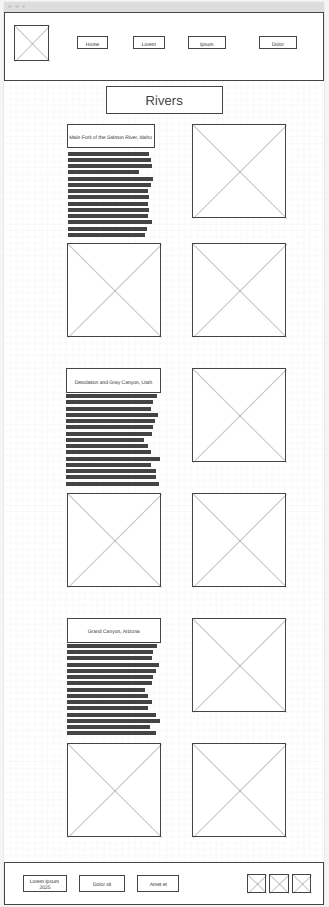 Home
Lorem
Ipsum
Dolor
Rivers
Main Fork of the Salmon River, Idaho
Desolation and Gray Canyon, Utah
Grand Canyon, Arizona
Lorem Ipsum
2025
Dolor sit
Amet et